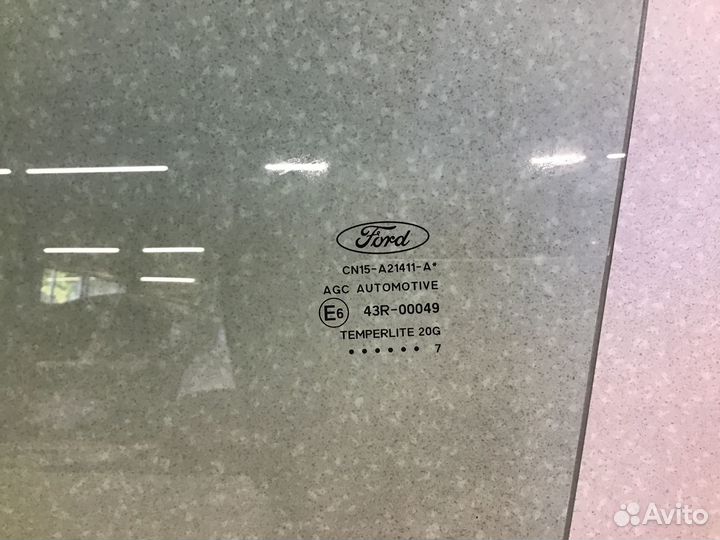 Ford
CN15-A21411-A*
AGC AUTOMOTIVE
E6 43R-00049
TEMPERLITE 20G
...... 7
Avito